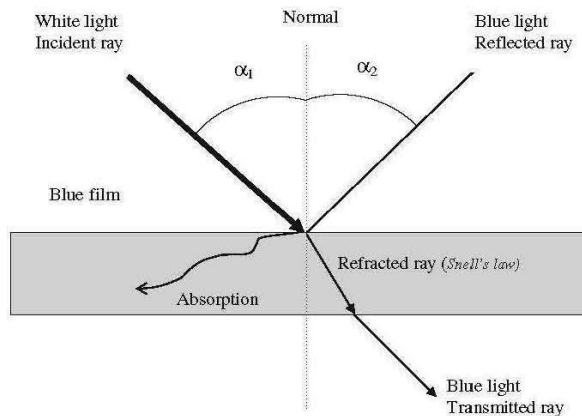 White light
Incident ray
Normal
Blue light
Reflected ray
α1
α2
Blue film
Refracted ray (Snell's law)
Absorption
Blue light
Transmitted ray